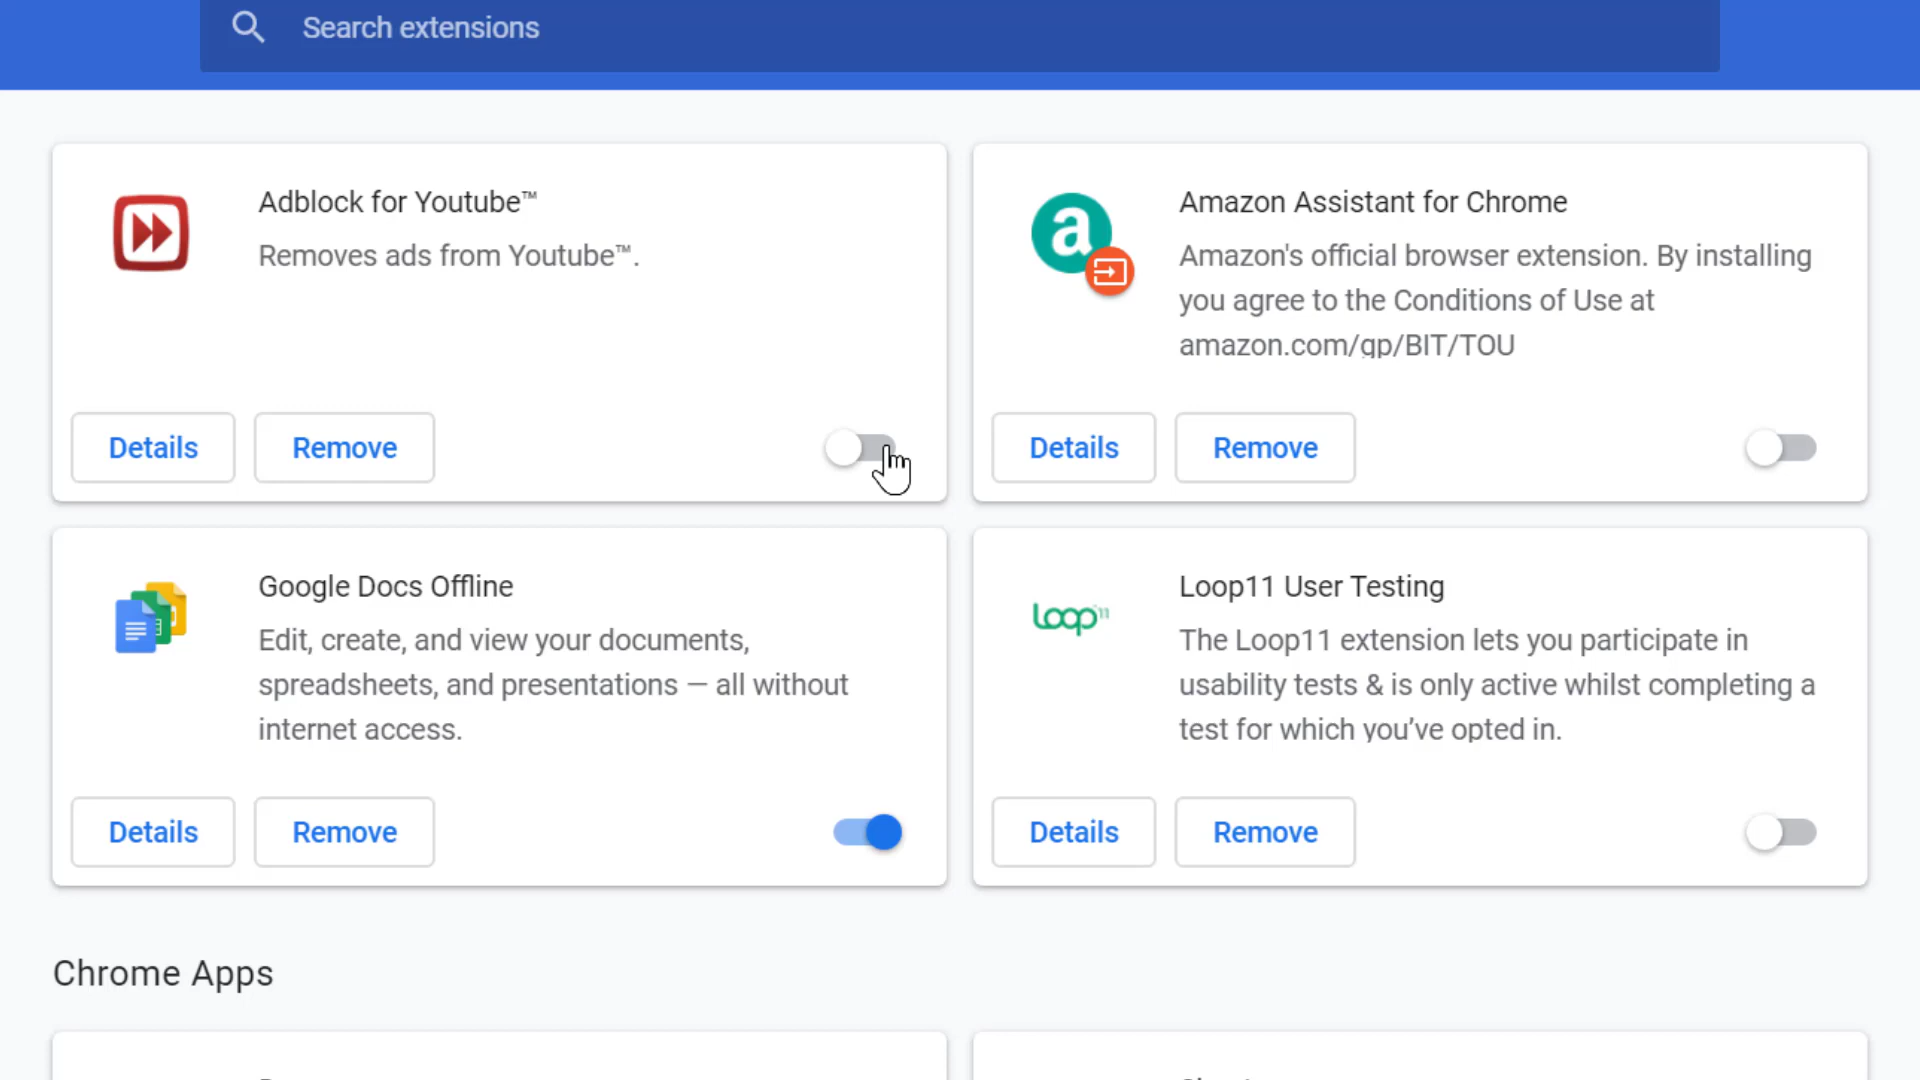 Search extensions
Adblock for Youtube™
Removes ads from Youtube™.
Details
Remove
a
Amazon Assistant for Chrome
Amazon's official browser extension. By installing
you agree to the Conditions of Use at
amazon.com/gp/BIT/TOU
Details
Remove
Google Docs Offline
Edit, create, and view your documents,
spreadsheets, and presentations — all without
internet access.
Details
Remove
Loop11
Loop11 User Testing
The Loop11 extension lets you participate in
usability tests & is only active whilst completing a
test for which you’ve opted in.
Details
Remove
Chrome Apps